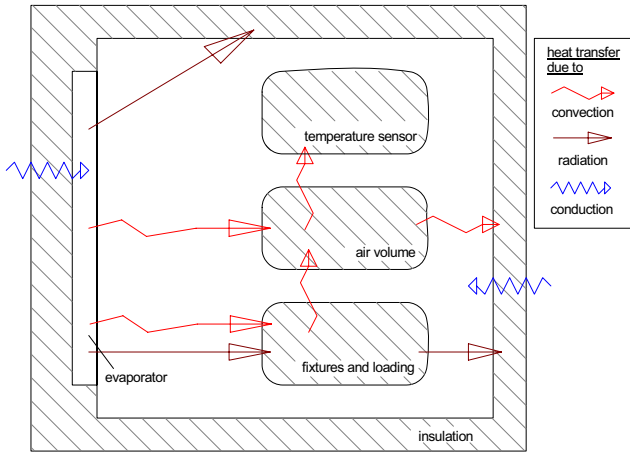 heat transfer
due to
convection
radiation
conduction
temperature sensor
air volume
fixtures and loading
evaporator
insulation